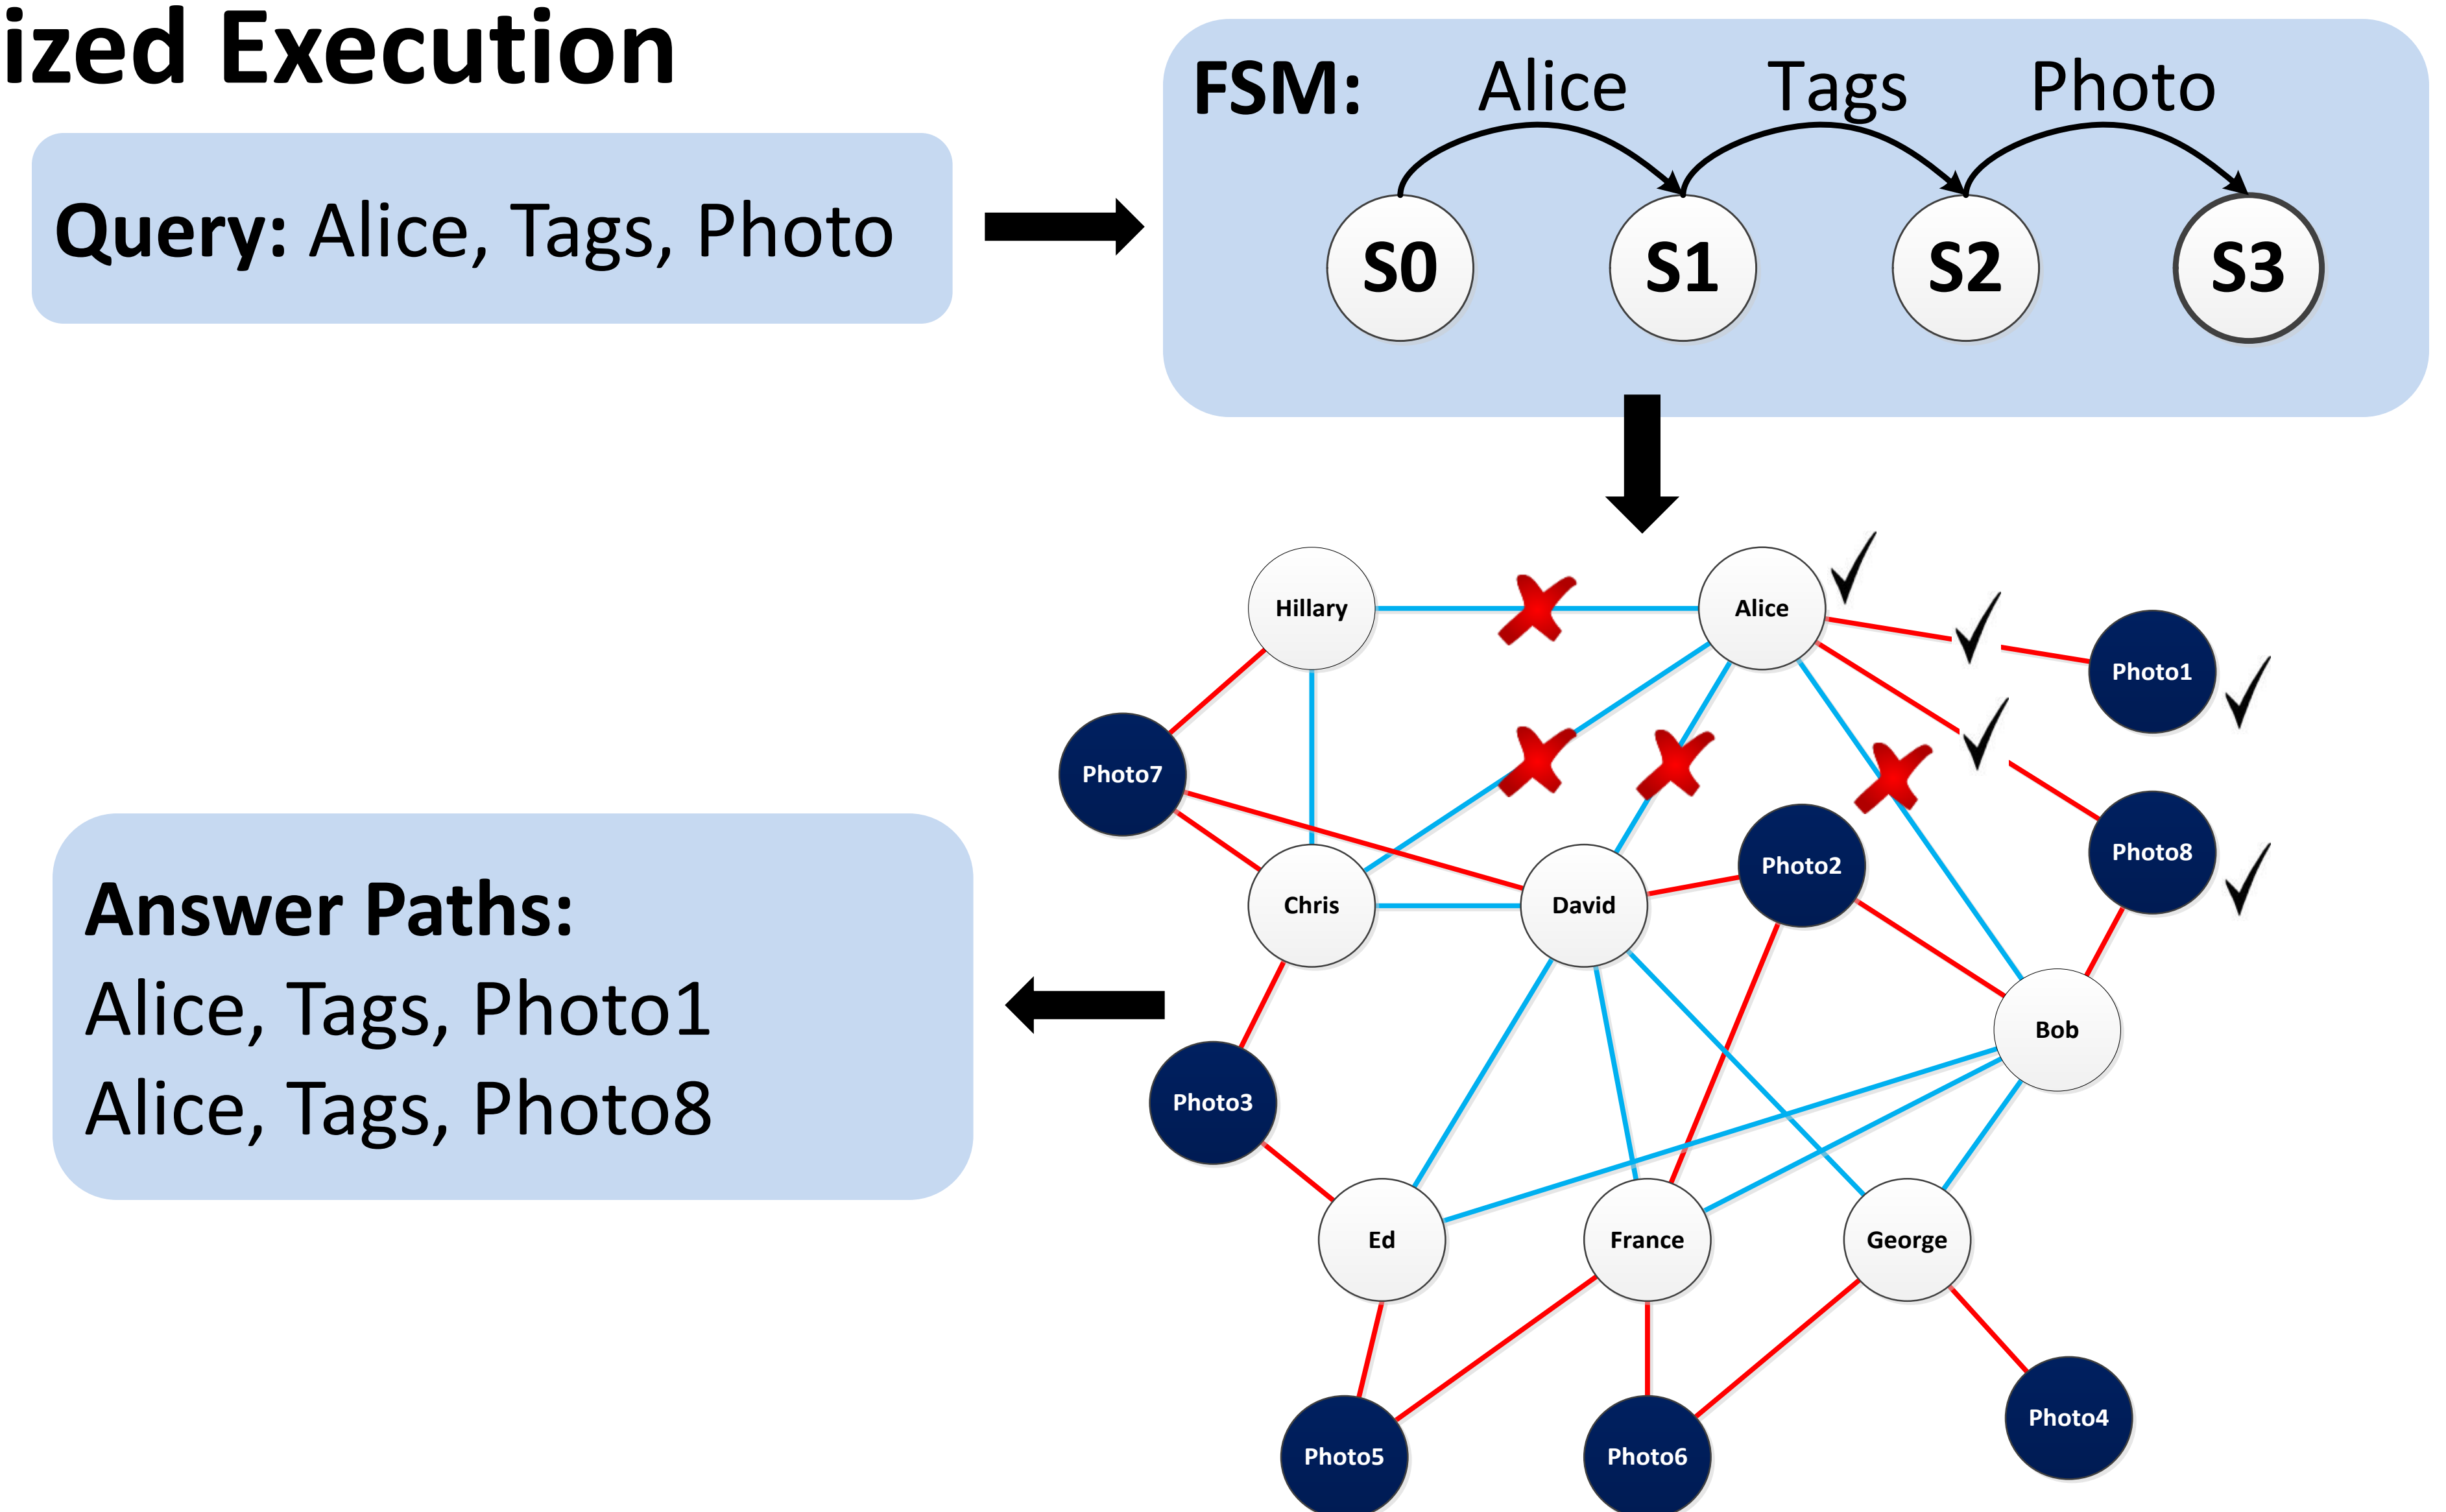 ized Execution
Query: Alice, Tags, Photo
FSM:
Alice
Tags
Photo
S0
S1
S2
S3
Hillary
Alice
Photo1
Photo7
Photo8
Photo2
Chris
David
Bob
Photo3
Ed
France
George
Photo4
Photo5
Photo6
Answer Paths:
Alice, Tags, Photo1
Alice, Tags, Photo8